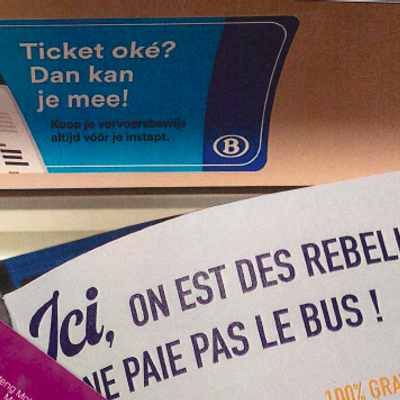 Ticket oké?
Dan kan
je mee!
Koop je vervoersbewijs
altijd vóór je instapt.
B
Ici, ON EST DES REBELL
NE PAIE PAS LE BUS !
100% GRA